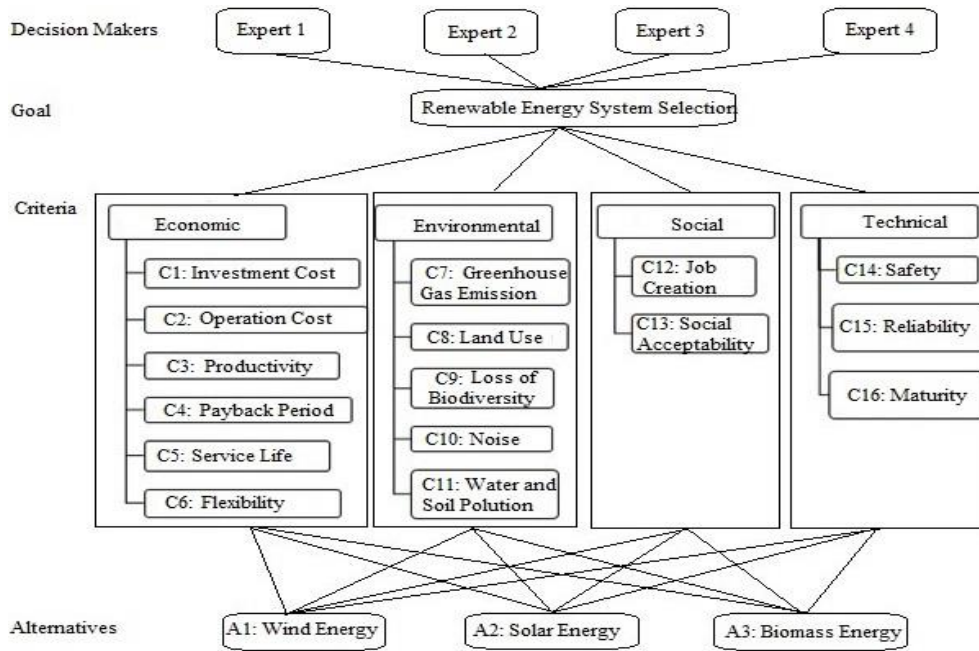 Decision Makers
Expert 1
Expert 2
Expert 3
Expert 4
Goal
Renewable Energy System Selection
Criteria
Economic
C1: Investment Cost
C2: Operation Cost
C3: Productivity
C4: Payback Period
C5: Service Life
C6: Flexibility
Environmental
C7: Greenhouse
Gas Emission
C8: Land Use
C9: Loss of
Biodiversity
C10: Noise
C11: Water and
Soil Polution
Social
C12: Job
Creation
C13: Social
Acceptability
Technical
C14: Safety
C15: Reliability
C16: Maturity
Alternatives
A1: Wind Energy
A2: Solar Energy
A3: Biomass Energy